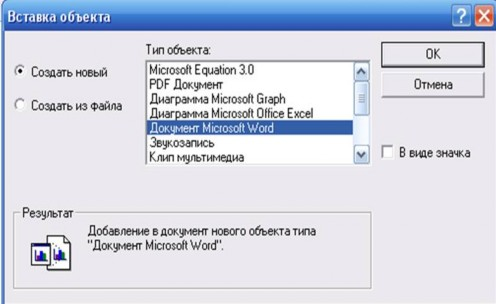 Вставка объекта
Тип объекта:
Создать новый
Создать из файла
Microsoft Equation 3.0
PDF Документ
Диаграмма Microsoft Graph
Диаграмма Microsoft Office Excel
Документ Microsoft Word
Звукозапись
Клип мультимедиа
OK
Отмена
В виде значка
Результат
Добавление в документ нового объекта типа
"Документ Microsoft Word".